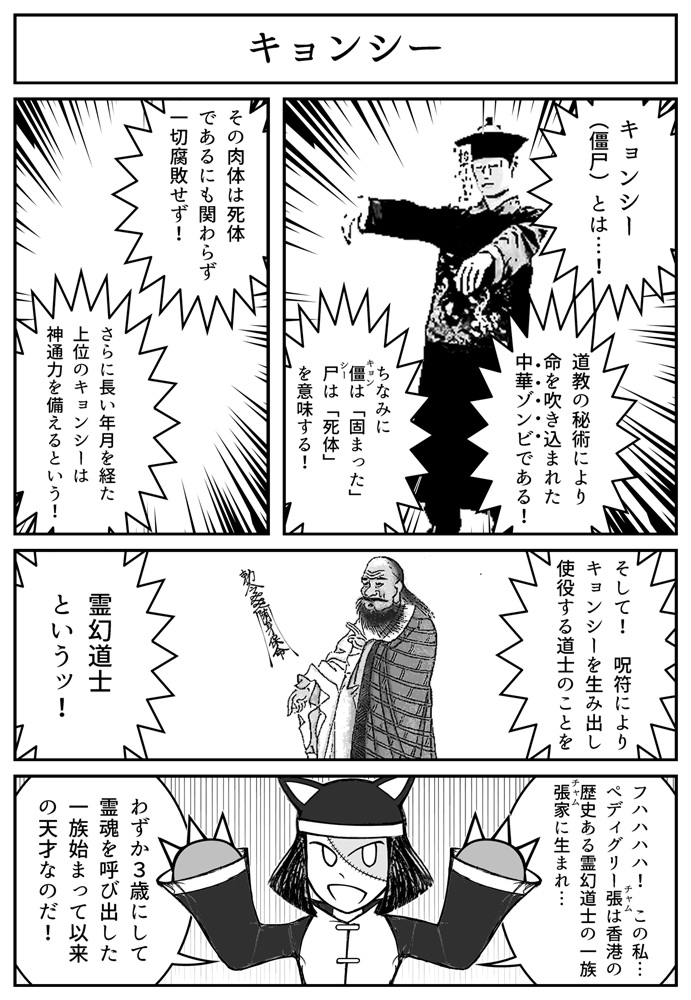 キョンシー
キョンシー
（僵尸）とは…！
道教の秘術により
命を吹き込まれた
中華ゾンビである！
ちなみに
僵は「固まった」
キョン
尸は「死体」
シー
を意味する！
その肉体は死体
であるにも関わらず
一切腐敗せず！
さらに長い年月を経た
上位のキョンシーは
神通力を備えるという！
そして！　呪符により
キョンシーを生み出し
使役する道士のことを
霊幻道士
というッ！
フハハハハ！　この私…
ペディグリー張は香港の
チャム
歴史ある霊幻道士の一族
張家に生まれ…
チャム
わずか３歳にして
霊魂を呼び出した
一族始まって以来
の天才なのだ！